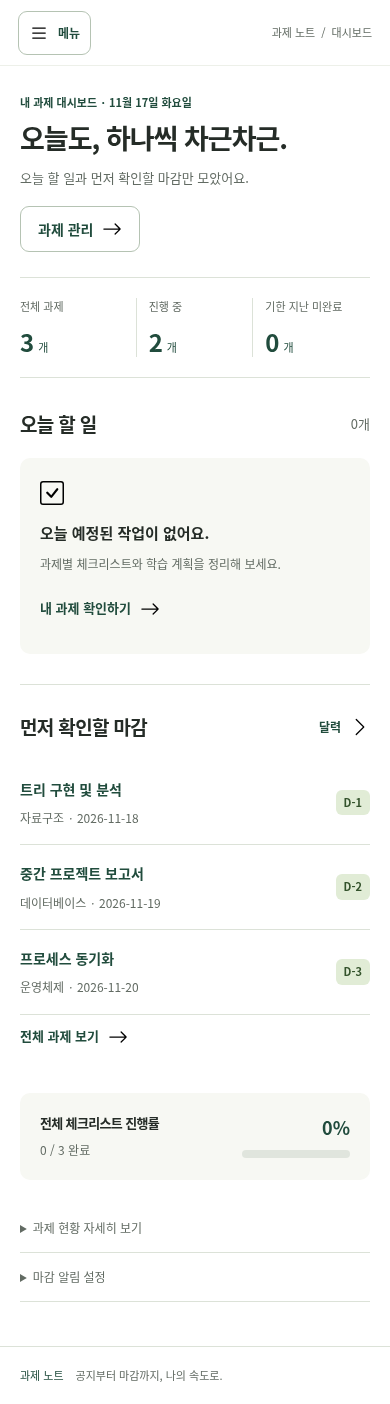 메뉴
과제 노트 / 대시보드
내 과제 대시보드 · 11월 17일 화요일
오늘도, 하나씩 차근차근.
오늘 할 일과 먼저 확인할 마감만 모았어요.
과제 관리
전체 과제
3 개
진행 중
2 개
기한 지난 미완료
0 개
오늘 할 일
0개
오늘 예정된 작업이 없어요.
과제별 체크리스트와 학습 계획을 정리해 보세요.
내 과제 확인하기
먼저 확인할 마감
달력
트리 구현 및 분석
자료구조 · 2026-11-18
D-1
중간 프로젝트 보고서
데이터베이스 · 2026-11-19
D-2
프로세스 동기화
운영체제 · 2026-11-20
D-3
전체 과제 보기
전체 체크리스트 진행률
0 / 3 완료
0%
과제 현황 자세히 보기
마감 알림 설정
과제 노트 공지부터 마감까지, 나의 속도로.